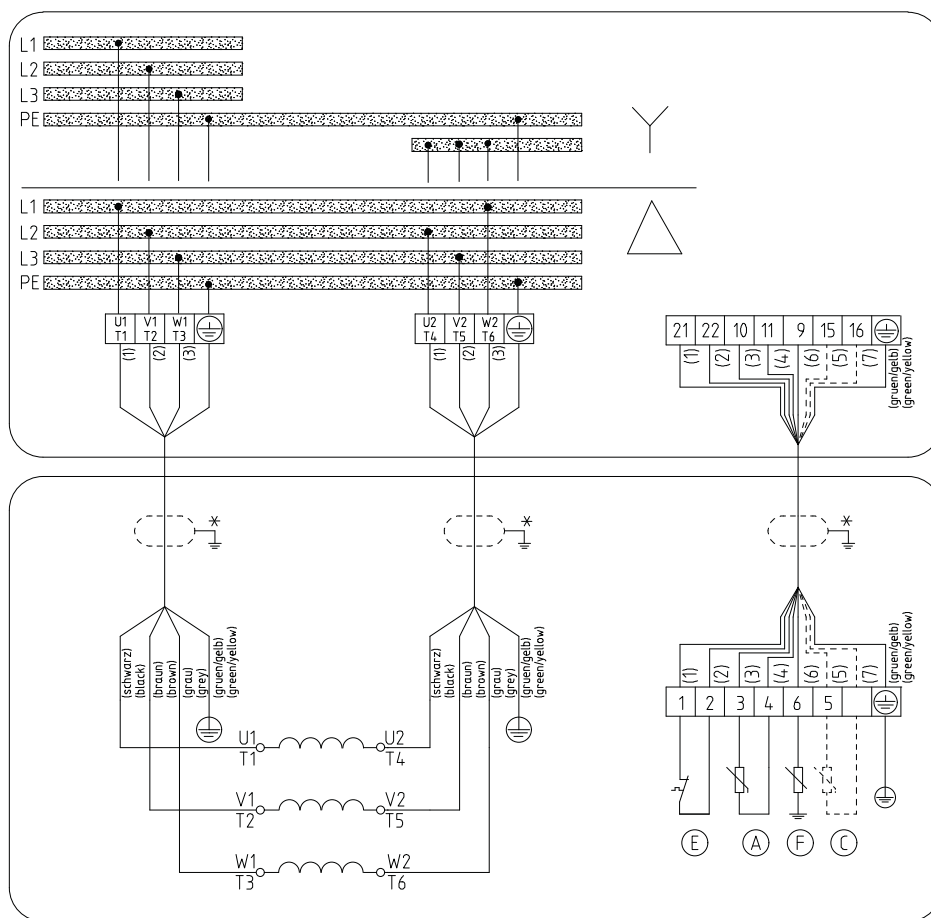 L1
L2
L3
PE
L1
L2
L3
PE
U1 V1 W1
T1 T2 T3
(1) (2) (3)
U2 V2 W2
T4 T5 T6
(1) (2) (3)
21 22 10 11 9 15 16
(1) (2) (3) (4) (6) (5) (7)
(gruen/gelb)
(green/yellow)
*
*
*
(schwarz)
(black)
(braun)
(brown)
(grau)
(grey)
(gruen/gelb)
(green/yellow)
(schwarz)
(black)
(braun)
(brown)
(grau)
(grey)
(gruen/gelb)
(green/yellow)
(1) (2) (3) (4) (6) (5) (7)
(gruen/gelb)
(green/yellow)
1 2 3 4 6 5
U1 U2
T1 T4
V1 V2
T2 T5
W1 W2
T3 T6
E A F C